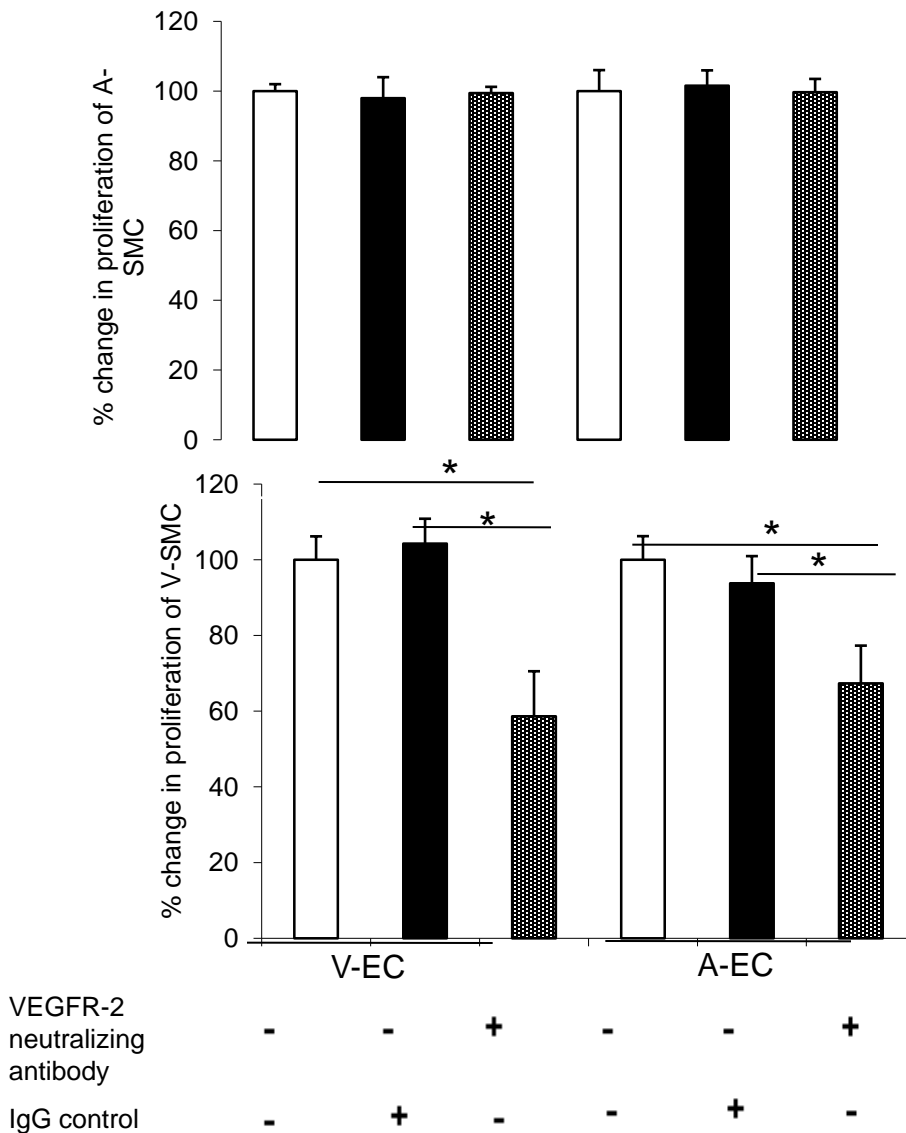 % change in proliferation of A-
SMC
120
100
80
60
40
20
0
% change in proliferation of V-SMC
120
100
80
60
40
20
0
*
*
*
*
V-EC A-EC
VEGFR-2
neutralizing
antibody
- - + - - +
IgG control - + - - + -